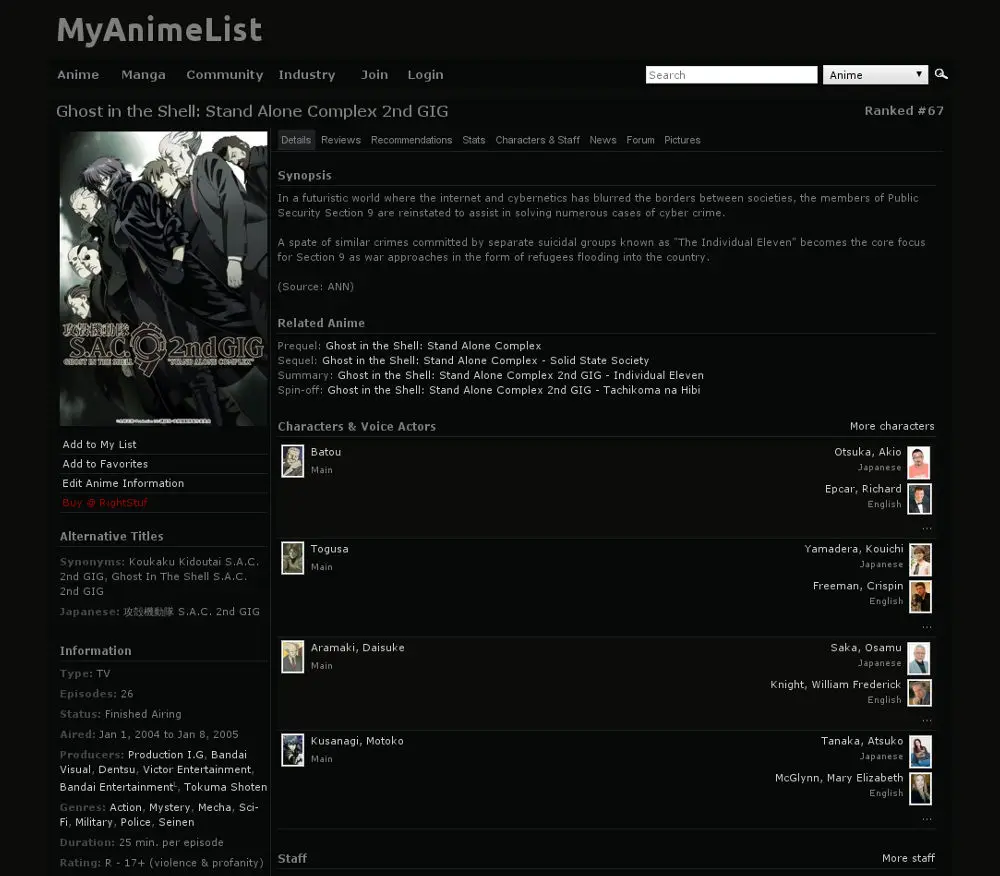 MyAnimeList
Anime Manga Community Industry Join Login
Search Anime
Ghost in the Shell: Stand Alone Complex 2nd GIG
Ranked #67
攻殻機動隊
S.A.C. 2nd GIG
GHOST IN THE SHELL "STAND ALONE COMPLEX"
Add to My List
Add to Favorites
Edit Anime Information
Buy @ RightStuf
Alternative Titles
Synonyms: Koukaku Kidoutai S.A.C.
2nd GIG, Ghost In The Shell S.A.C.
2nd GIG
Japanese: 攻殻機動隊 S.A.C. 2nd GIG
Information
Type: TV
Episodes: 26
Status: Finished Airing
Aired: Jan 1, 2004 to Jan 8, 2005
Producers: Production I.G, Bandai
Visual, Dentsu, Victor Entertainment,
Bandai Entertainment, Tokuma Shoten
Genres: Action, Mystery, Mecha, Sci-
Fi, Military, Police, Seinen
Duration: 25 min. per episode
Rating: R - 17+ (violence & profanity)
Details Reviews Recommendations Stats Characters & Staff News Forum Pictures
Synopsis
In a futuristic world where the internet and cybernetics has blurred the borders between societies, the members of Public
Security Section 9 are reinstated to assist in solving numerous cases of cyber crime.
A spate of similar crimes committed by separate suicidal groups known as "The Individual Eleven" becomes the core focus
for Section 9 as war approaches in the form of refugees flooding into the country.
(Source: ANN)
Related Anime
Prequel: Ghost in the Shell: Stand Alone Complex
Sequel: Ghost in the Shell: Stand Alone Complex - Solid State Society
Summary: Ghost in the Shell: Stand Alone Complex 2nd GIG - Individual Eleven
Spin-off: Ghost in the Shell: Stand Alone Complex 2nd GIG - Tachikoma na Hibi
Characters & Voice Actors More characters
Batou Otsuka, Akio
Main Japanese
Epcar, Richard
English
...
Togusa Yamadera, Kouichi
Main Japanese
Freeman, Crispin
English
...
Aramaki, Daisuke Saka, Osamu
Main Japanese
Knight, William Frederick
English
...
Kusanagi, Motoko Tanaka, Atsuko
Main Japanese
McGlynn, Mary Elizabeth
English
...
Staff More staff